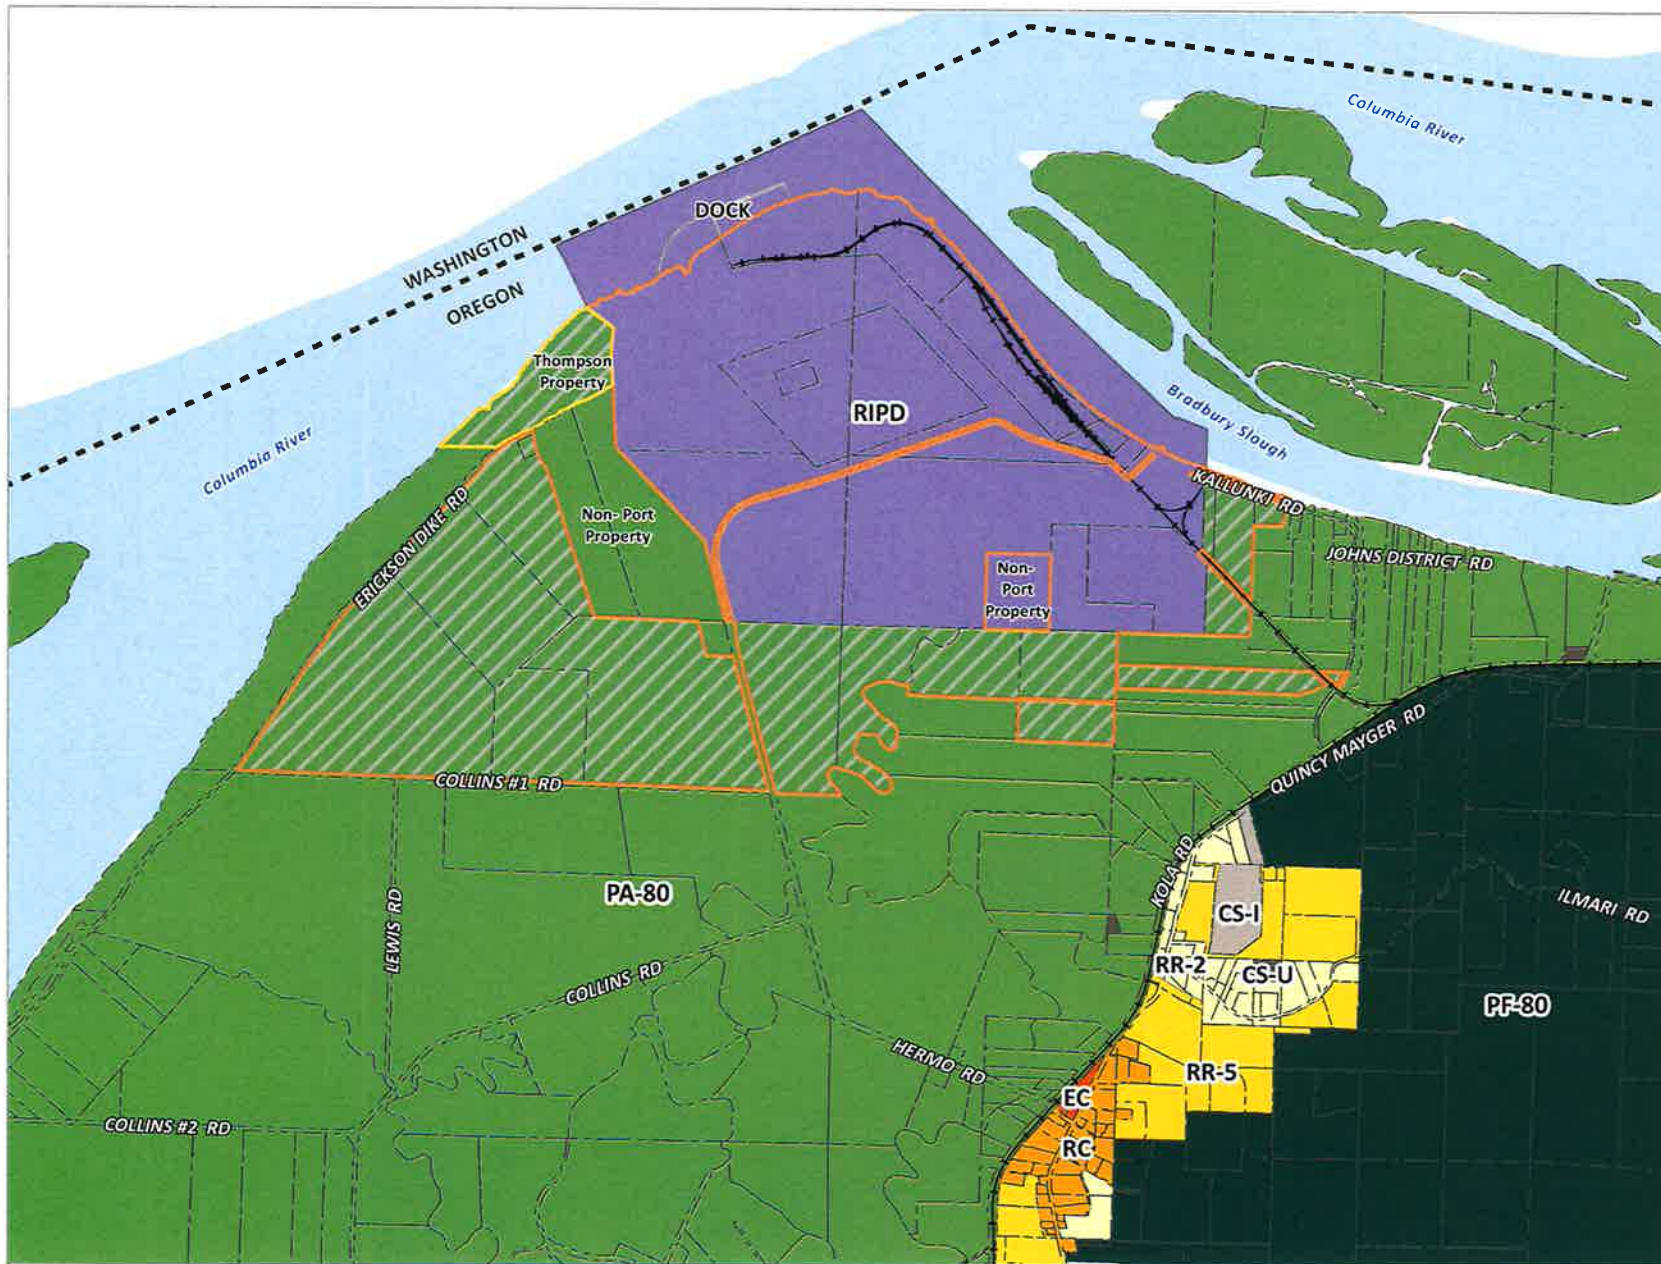 Columbia River
DOCK
WASHINGTON
OREGON
Thompson
Property
RIPD
Bradbury Slough
Columbia River
KALLUNKI RD
ERICKSON DIKE RD
Non- Port
Property
JOHNS DISTRICT RD
Non-
Port
Property
QUINCY MAYGER RD
COLLINS #1 RD
KOLA RD
PA-80
LEWIS RD
CS-I
ILMARI RD
RR-2
CS-U
COLLINS RD
PF-80
HERMO RD
RR-5
EC
COLLINS #2 RD
RC